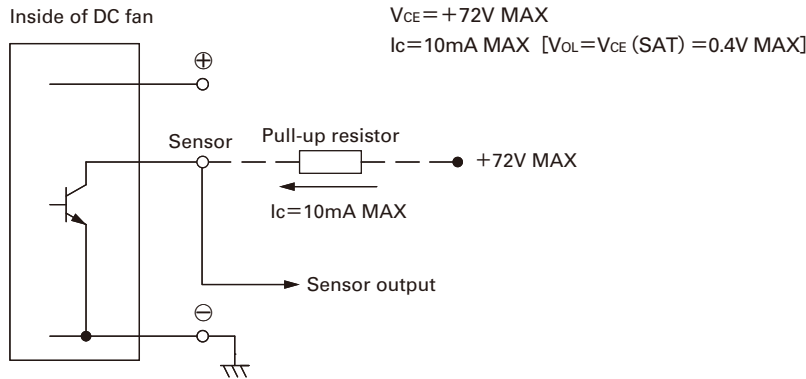 Inside of DC fan
VCE=+72V MAX
Ic=10mA MAX [VOL=VCE (SAT) =0.4V MAX]
⊕
Sensor
Pull-up resistor
+72V MAX
Ic=10mA MAX
Sensor output
⊖